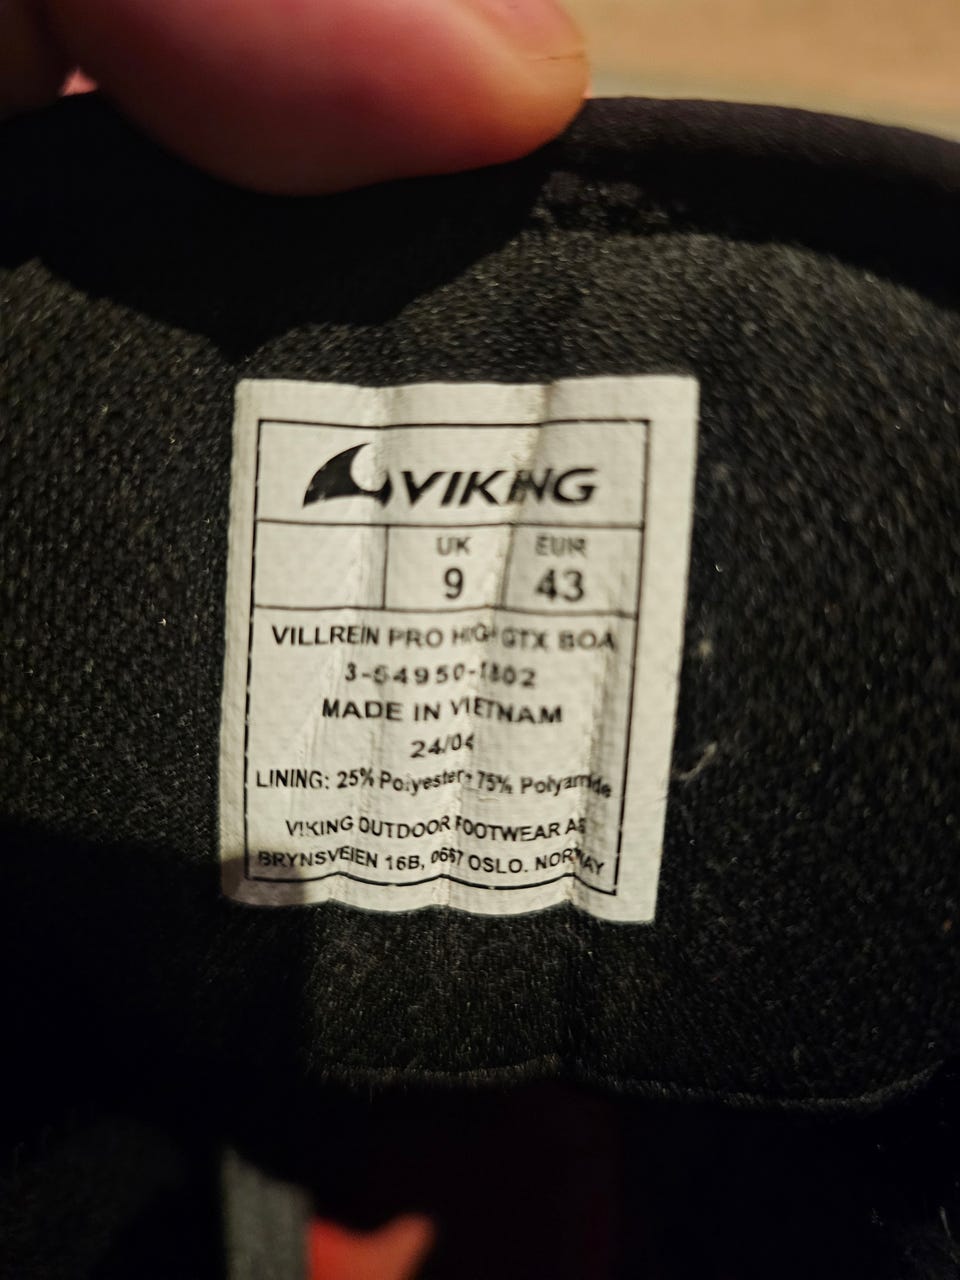 VIKING
UK EUR
9 43
VILLREIN PRO HIGH GTX BOA
3-54950-1802
MADE IN VIETNAM
24/04
LINING: 25% Polyester+75% Polyamide
VIKING OUTDOOR FOOTWEAR AS
BRYNSVEIEN 16B, 0667 OSLO. NORWAY